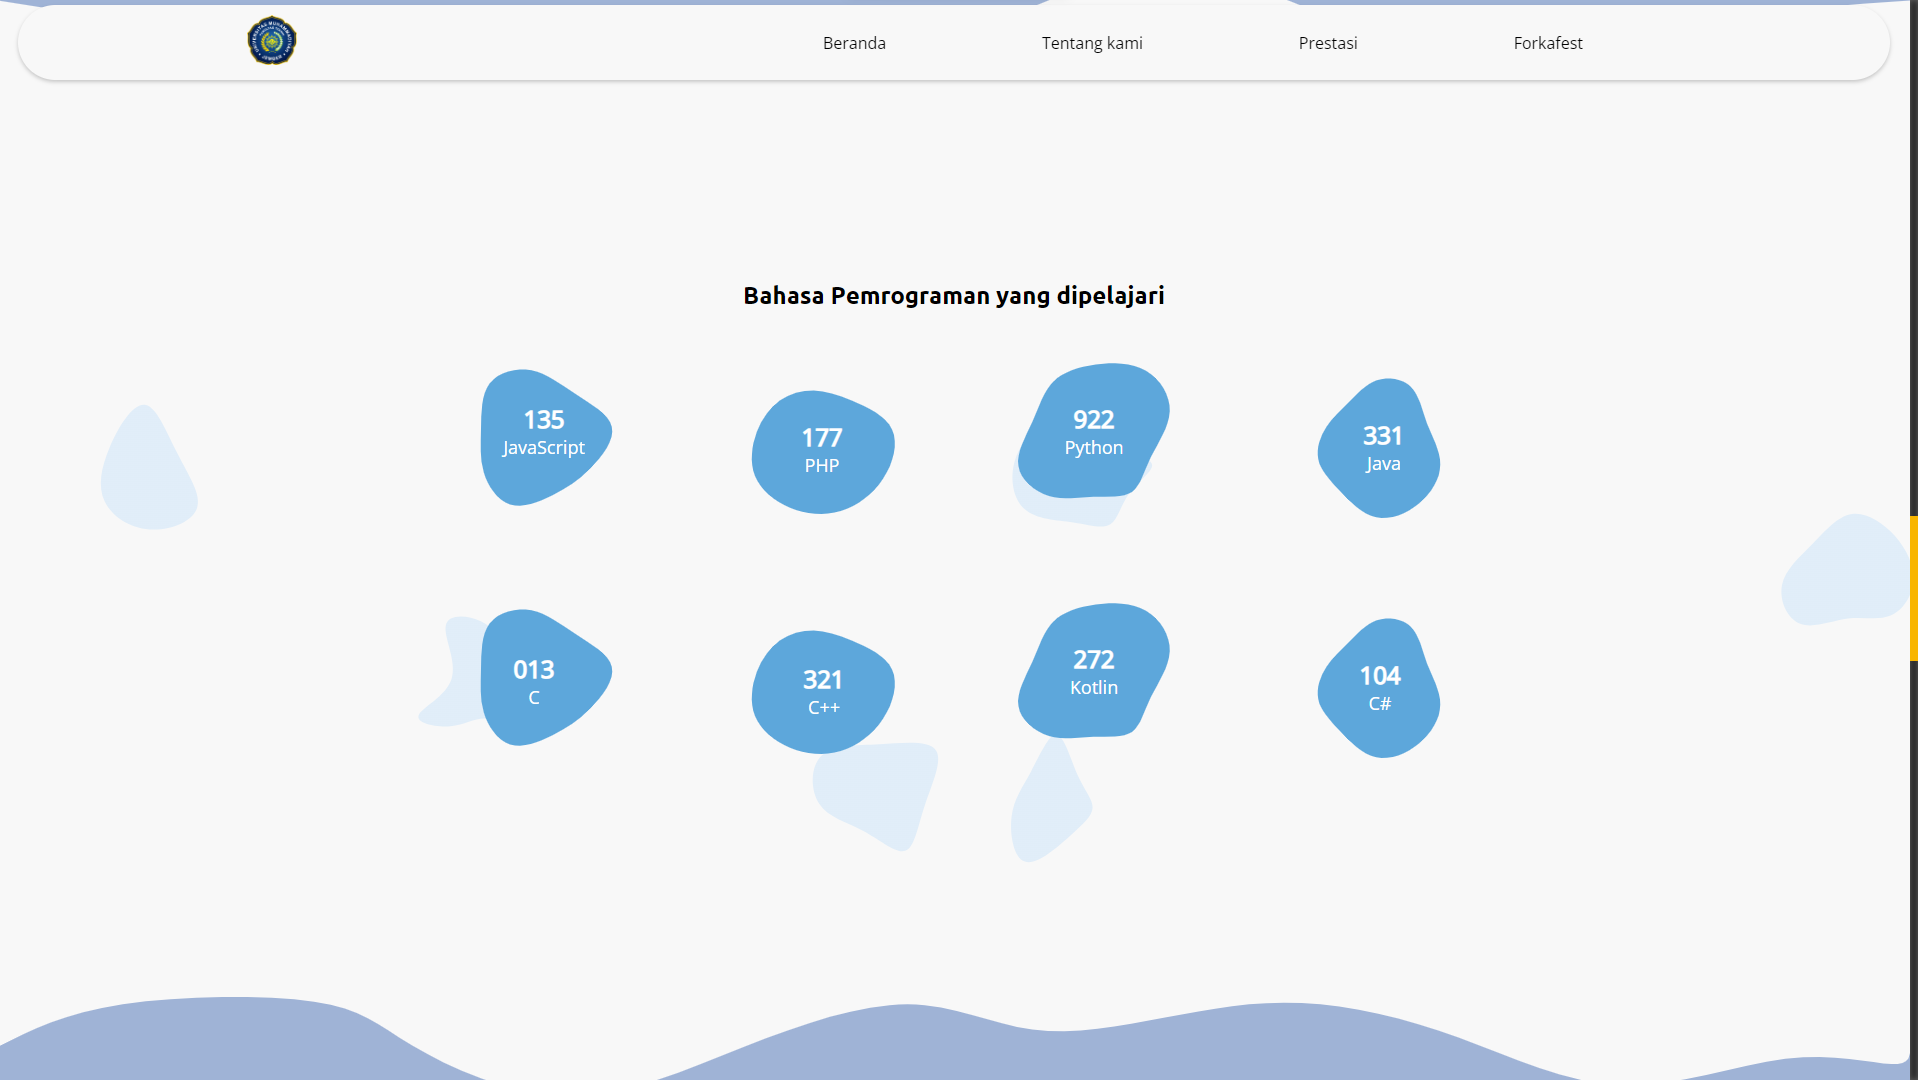 Beranda
Tentang kami
Prestasi
Forkafest
Bahasa Pemrograman yang dipelajari
135
JavaScript
177
PHP
922
Python
331
Java
013
C
321
C++
272
Kotlin
104
C#